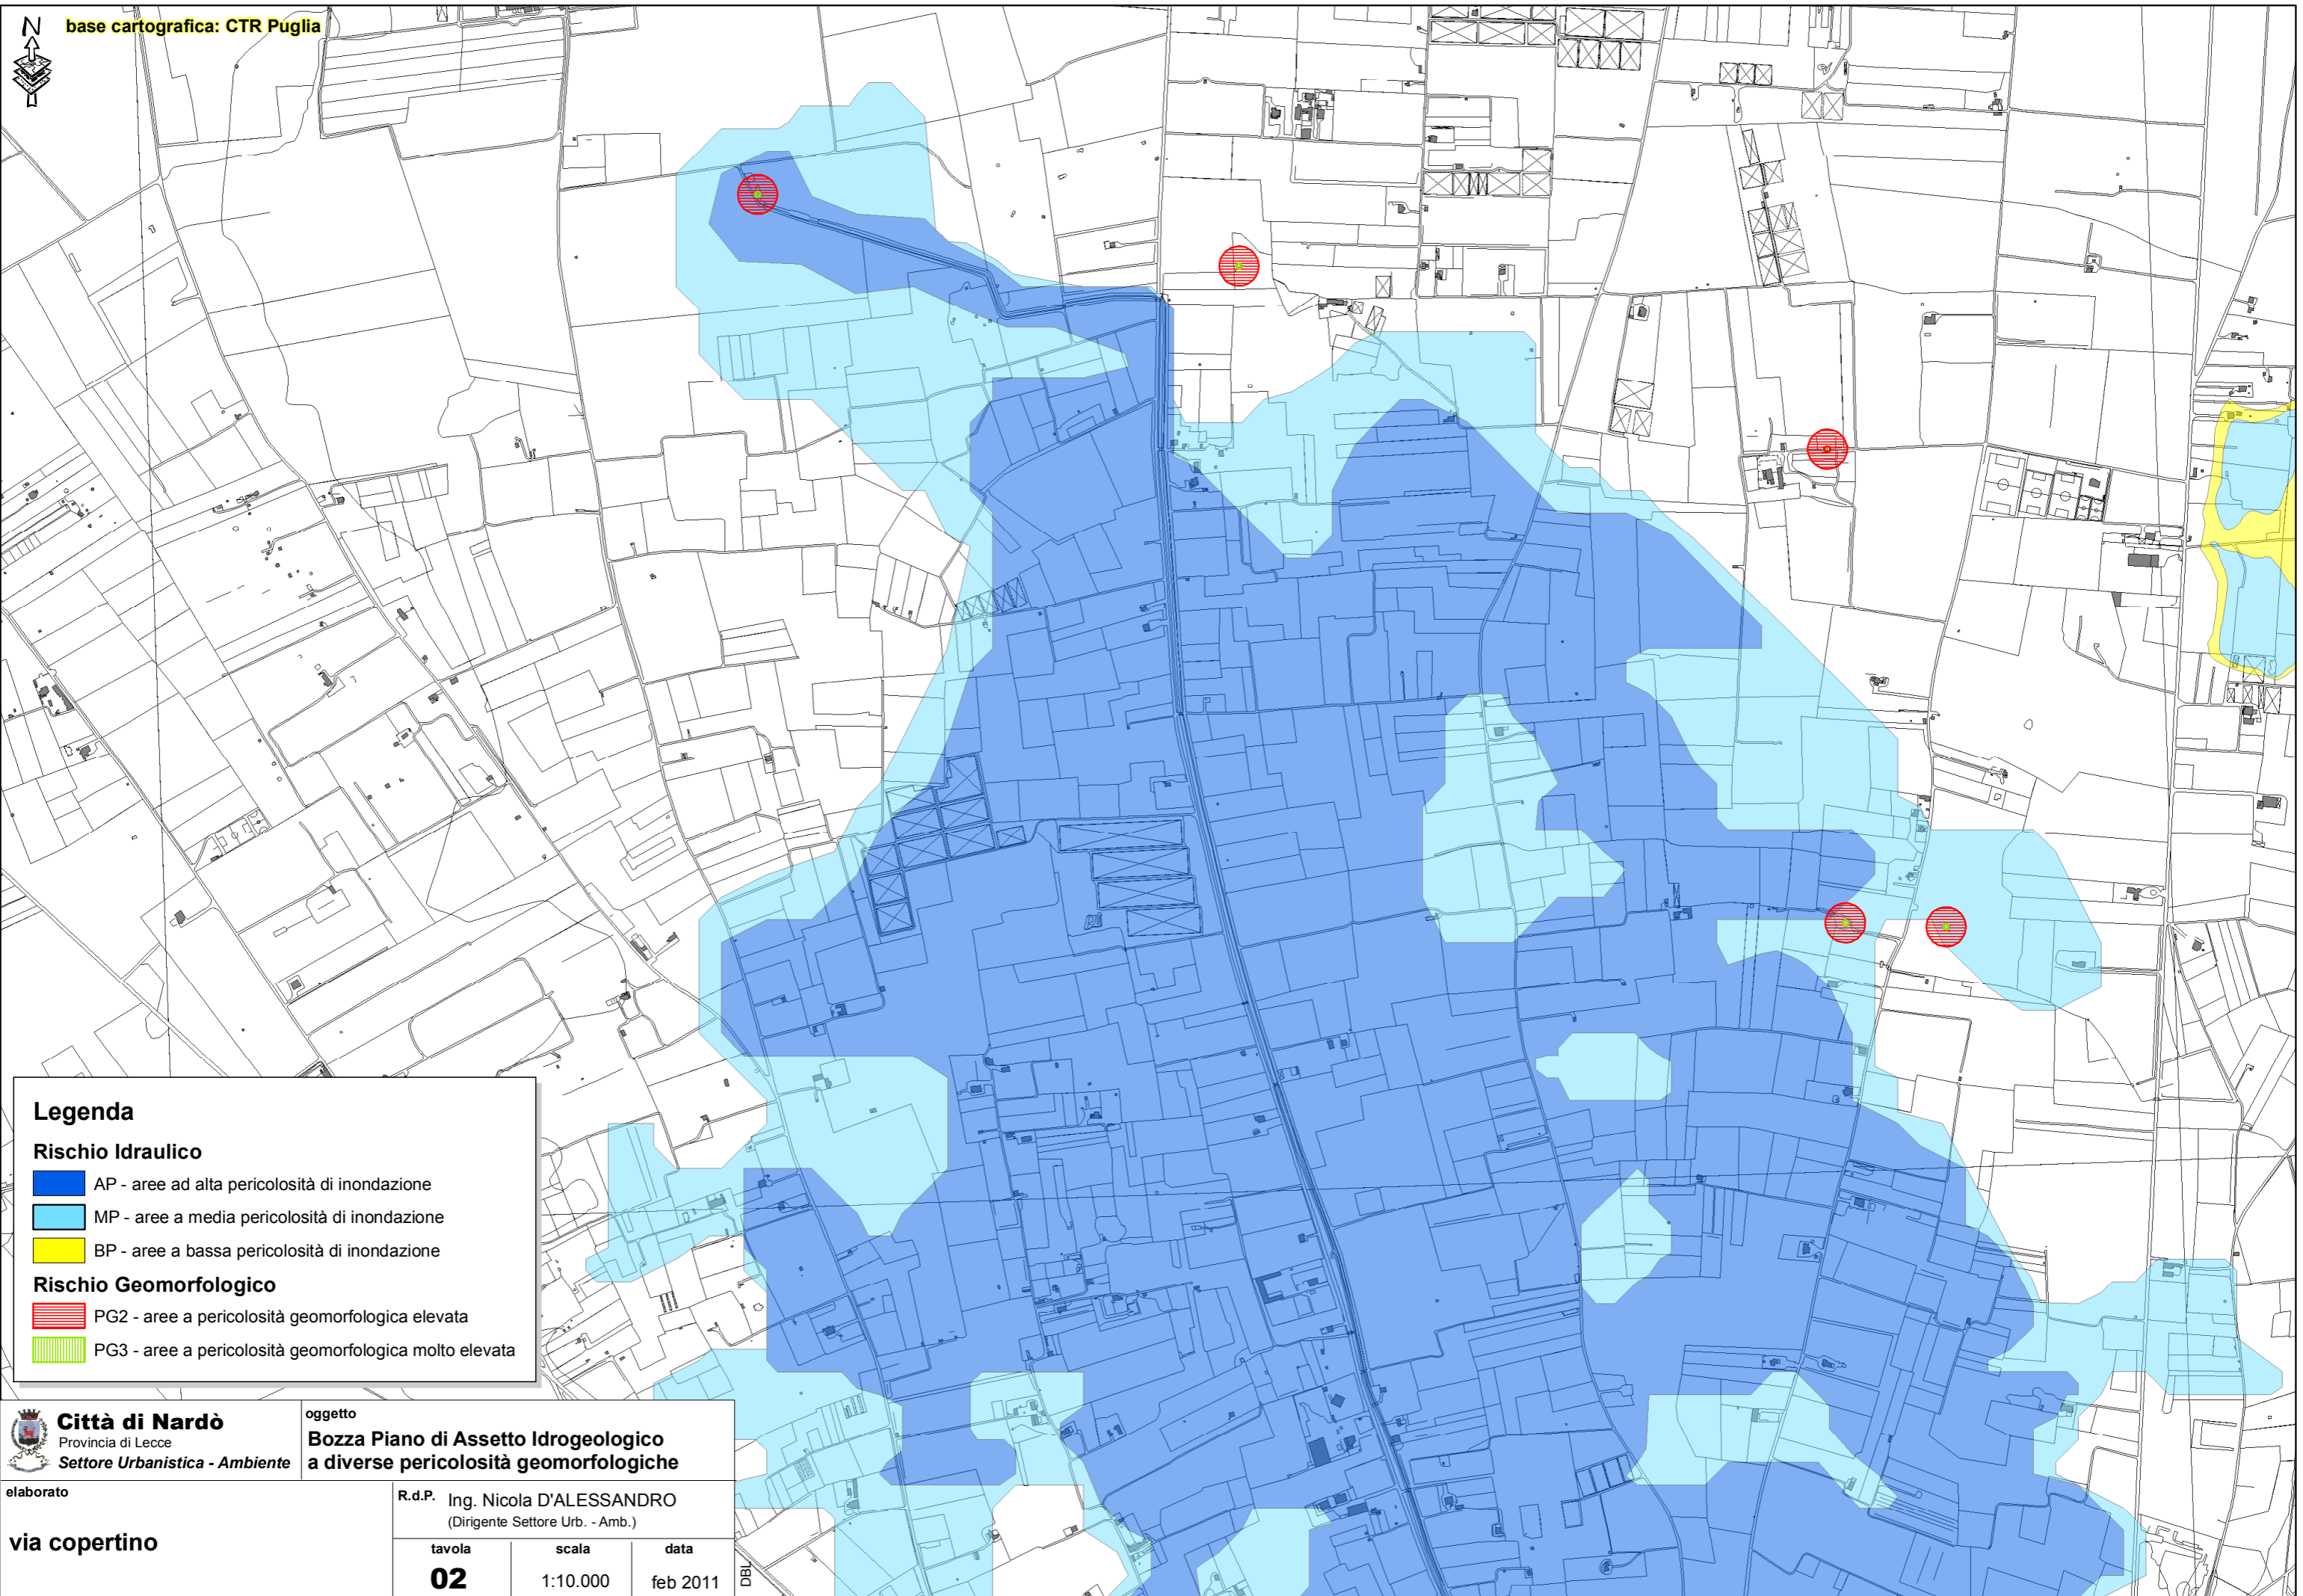 N
base cartografica: CTR Puglia
Legenda
Rischio Idraulico
AP - aree ad alta pericolosità di inondazione
MP - aree a media pericolosità di inondazione
BP - aree a bassa pericolosità di inondazione
Rischio Geomorfologico
PG2 - aree a pericolosità geomorfologica elevata
PG3 - aree a pericolosità geomorfologica molto elevata
Città di Nardò
Provincia di Lecce
Settore Urbanistica - Ambiente
oggetto
Bozza Piano di Assetto Idrogeologico
a diverse pericolosità geomorfologiche
elaborato
via copertino
R.d.P. Ing. Nicola D'ALESSANDRO
(Dirigente Settore Urb. - Amb.)
tavola
02
scala
1:10.000
data
feb 2011
DBL